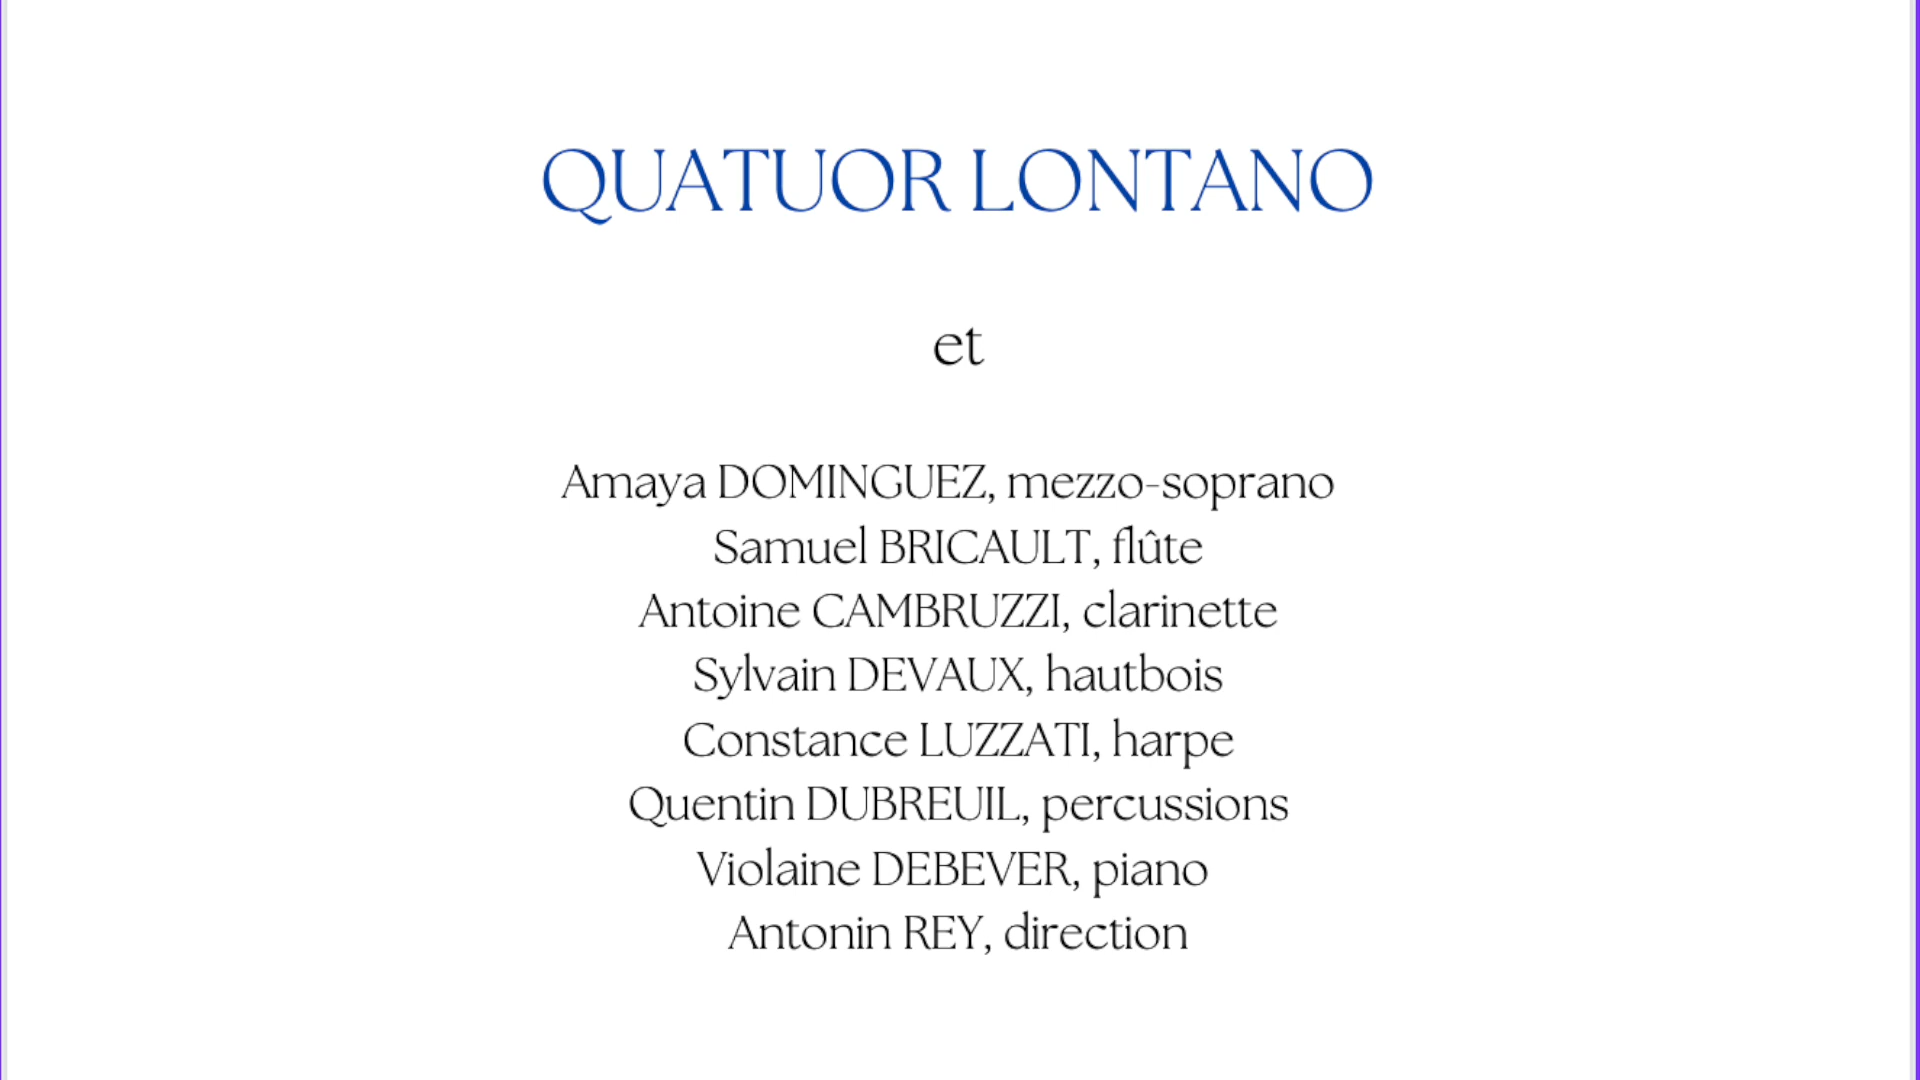 QUATUOR LONTANO
et
Amaya DOMINGUEZ, mezzo-soprano
Samuel BRICAULT, flûte
Antoine CAMBRUZZI, clarinette
Sylvain DEVAUX, hautbois
Constance LUZZATI, harpe
Quentin DUBREUIL, percussions
Violaine DEBEVER, piano
Antonin REY, direction